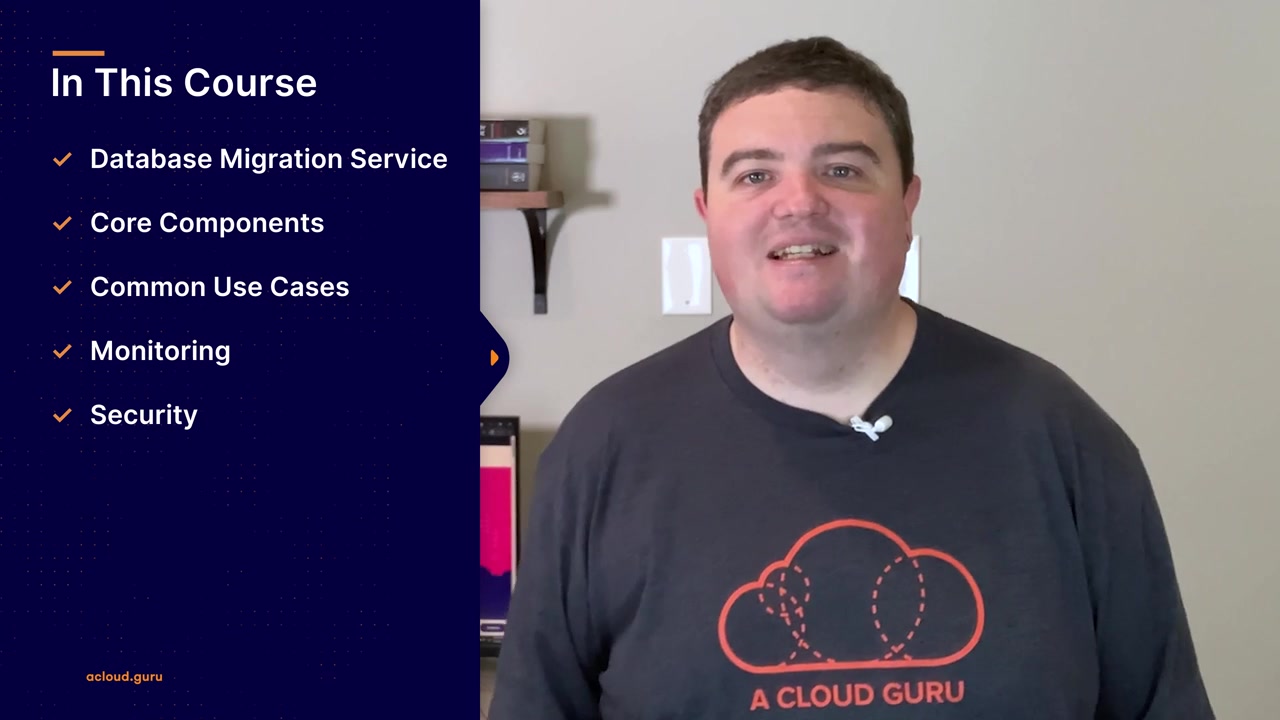 In This Course
Database Migration Service
Core Components
Common Use Cases
Monitoring
Security
acloud.guru
A CLOUD GURU